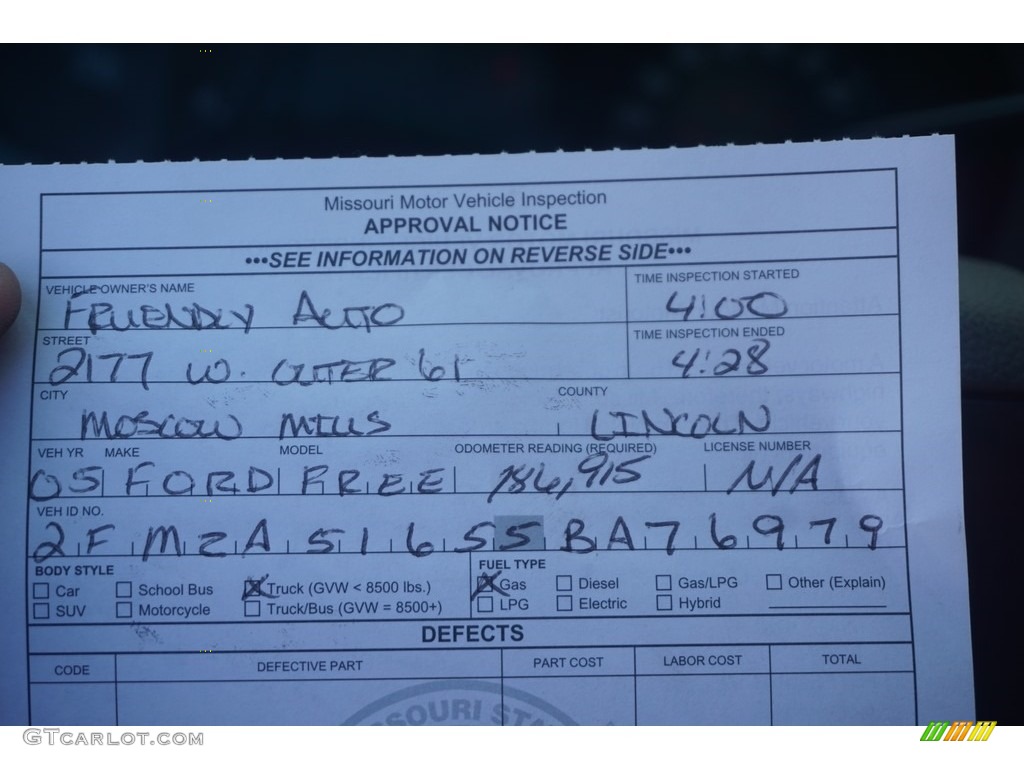 Missouri Motor Vehicle Inspection
APPROVAL NOTICE
•••SEE INFORMATION ON REVERSE SIDE•••
VEHICLE OWNER'S NAME
FRIENDLY AUTO
TIME INSPECTION STARTED
4:00
STREET
2177 W. OUTER 61
TIME INSPECTION ENDED
4:28
CITY
MOSCOW MILLS
COUNTY
LINCOLN
VEH YR MAKE MODEL ODOMETER READING (REQUIRED) LICENSE NUMBER
05 FORD FREE 186,915 N/A
VEH ID NO.
2FMZA51655BA76979
BODY STYLE
Car School Bus Truck (GVW < 8500 lbs.)
SUV Motorcycle Truck/Bus (GVW = 8500+)
FUEL TYPE
Gas Diesel Gas/LPG Other (Explain)
LPG Electric Hybrid
DEFECTS
CODE DEFECTIVE PART PART COST LABOR COST TOTAL
GTCARLOT.COM